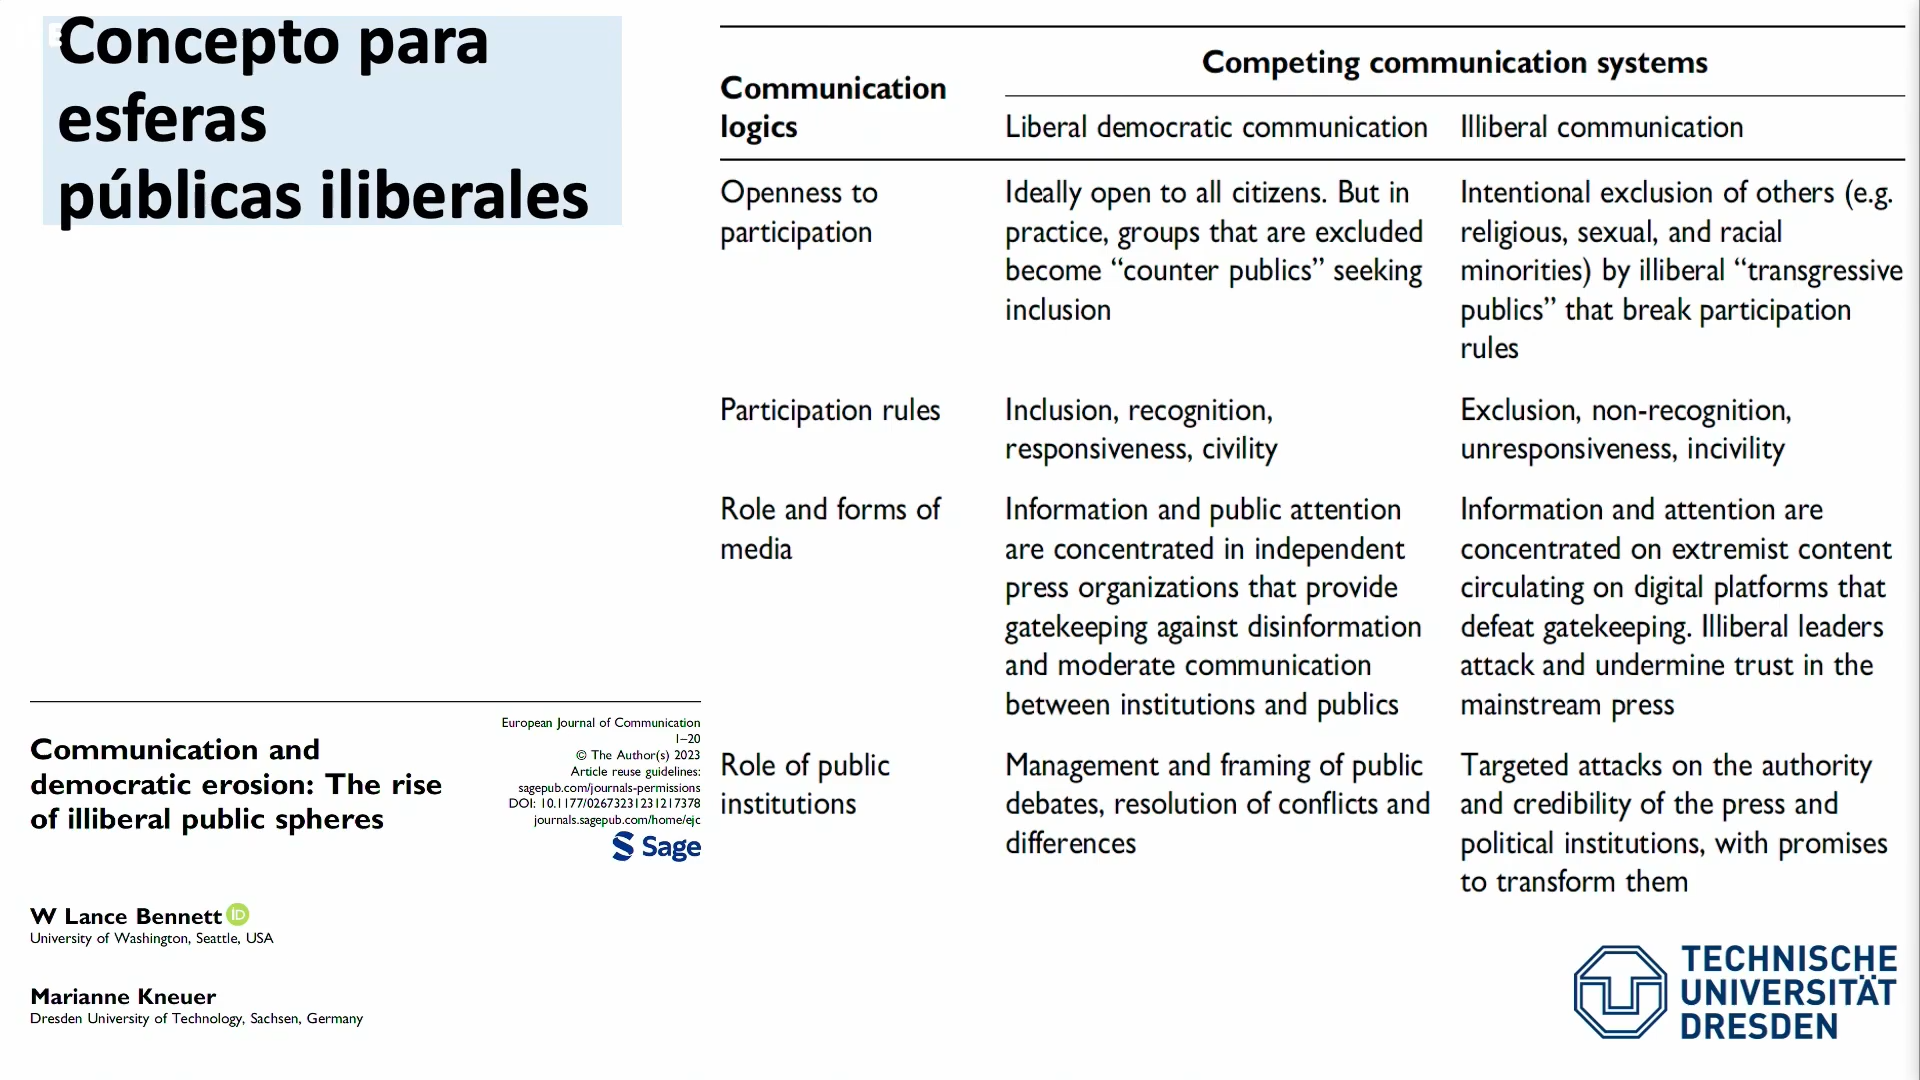 Concepto para
esferas
públicas iliberales
Communication and
democratic erosion: The rise
of illiberal public spheres
European Journal of Communication
1–20
© The Author(s) 2023
Article reuse guidelines:
sagepub.com/journals-permissions
DOI: 10.1177/02673231231217378
journals.sagepub.com/home/ejc
Sage
W Lance Bennett iD
University of Washington, Seattle, USA
Marianne Kneuer
Dresden University of Technology, Sachsen, Germany
Communication
logics
Competing communication systems
Liberal democratic communication
Illiberal communication
Openness to
participation
Ideally open to all citizens. But in
practice, groups that are excluded
become “counter publics” seeking
inclusion
Intentional exclusion of others (e.g.
religious, sexual, and racial
minorities) by illiberal “transgressive
publics” that break participation
rules
Participation rules
Inclusion, recognition,
responsiveness, civility
Exclusion, non-recognition,
unresponsiveness, incivility
Role and forms of
media
Information and public attention
are concentrated in independent
press organizations that provide
gatekeeping against disinformation
and moderate communication
between institutions and publics
Information and attention are
concentrated on extremist content
circulating on digital platforms that
defeat gatekeeping. Illiberal leaders
attack and undermine trust in the
mainstream press
Role of public
institutions
Management and framing of public
debates, resolution of conflicts and
differences
Targeted attacks on the authority
and credibility of the press and
political institutions, with promises
to transform them
TECHNISCHE
UNIVERSITÄT
DRESDEN